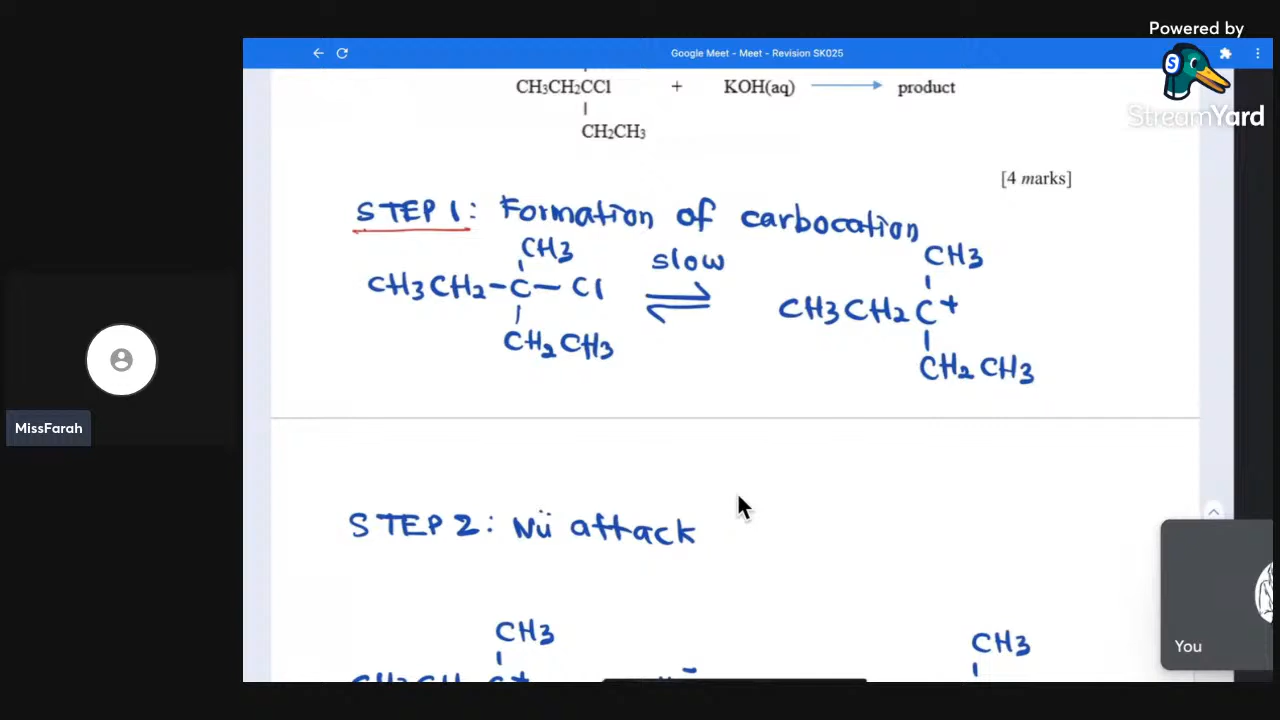 Powered by
StreamYard
Google Meet - Meet - Revision SK025
CH₃CH₂CCl + KOH(aq) → product
CH₂CH₃
[4 marks]
STEP 1: Formation of carbocation
CH3 slow CH3
CH3CH2-C-Cl ⇌ CH3CH2C+
CH2CH3 CH2CH3
STEP 2: Nü attack
CH3 CH3
MissFarah
You